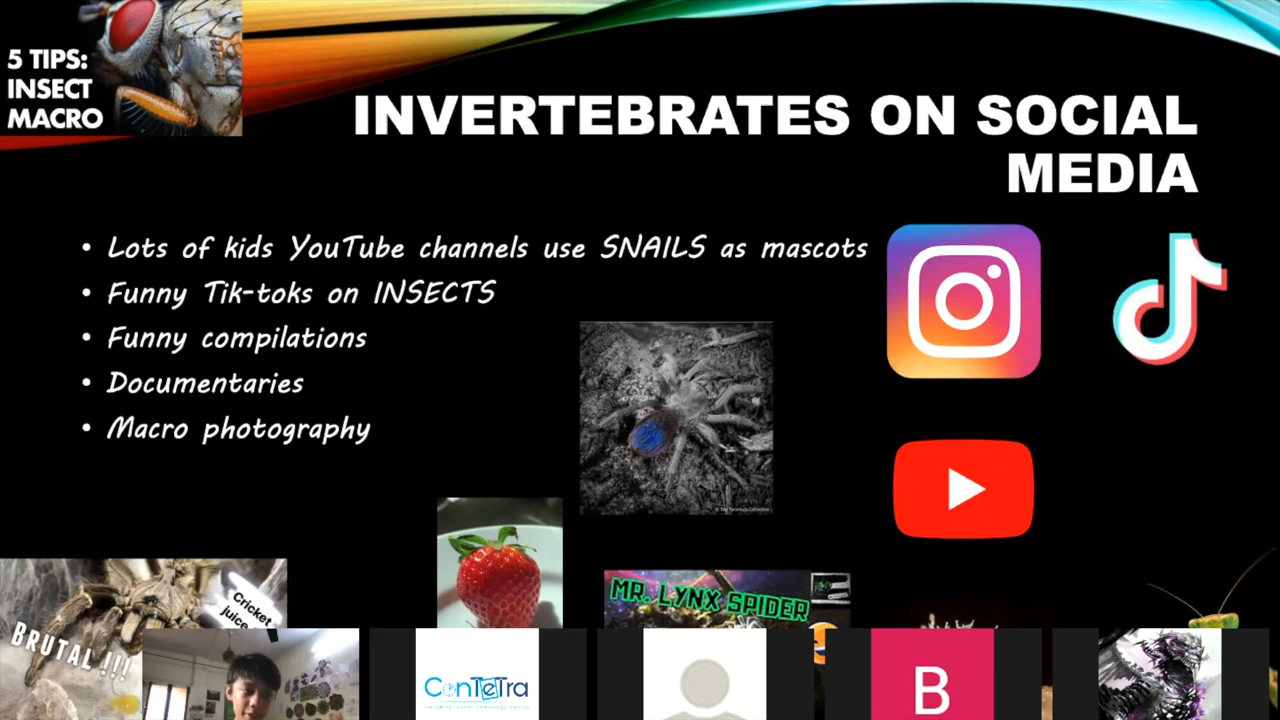 5 TIPS:
INSECT
MACRO
INVERTEBRATES ON SOCIAL
MEDIA
• Lots of kids YouTube channels use SNAILS as mascots
• Funny Tik-toks on INSECTS
• Funny compilations
• Documentaries
• Macro photography
MR. LYNX SPIDER
Cricket
juice
BRUTAL !!!
ConTeTra
B